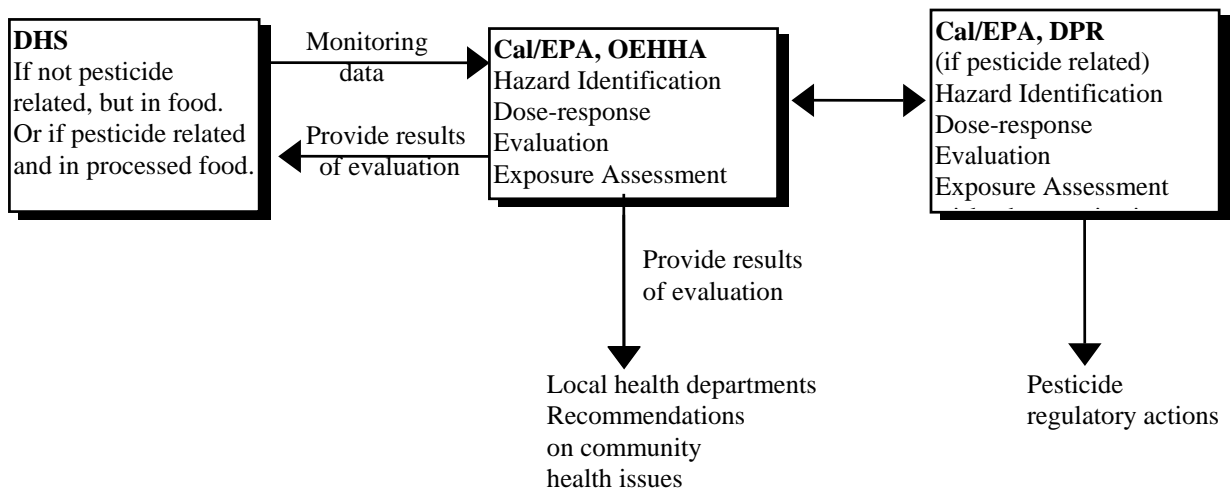 DHS
If not pesticide
related, but in food.
Or if pesticide related
and in processed food.
Monitoring
data
Provide results
of evaluation
Cal/EPA, OEHHA
Hazard Identification
Dose-response
Evaluation
Exposure Assessment
Cal/EPA, DPR
(if pesticide related)
Hazard Identification
Dose-response
Evaluation
Exposure Assessment
Provide results
of evaluation
Local health departments
Recommendations
on community
health issues
Pesticide
regulatory actions